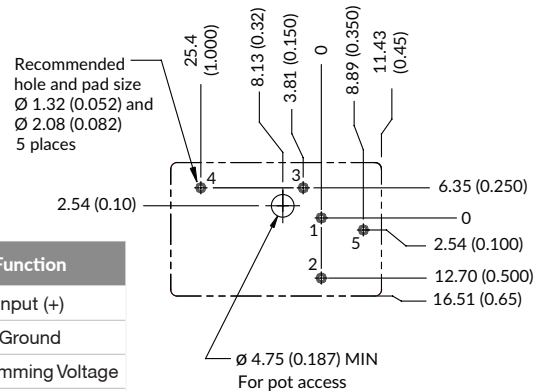 25.4
(1.000)
8.13 (0.32)
3.81 (0.150)
0
8.89 (0.350)
11.43
(0.45)
Recommended
hole and pad size
Ø 1.32 (0.052) and
Ø 2.08 (0.082)
5 places
4
3
6.35 (0.250)
2.54 (0.10)
1
0
5
2.54 (0.100)
2
12.70 (0.500)
16.51 (0.65)
Ø 4.75 (0.187) MIN
For pot access
Function
(+)
Ground
Voltage